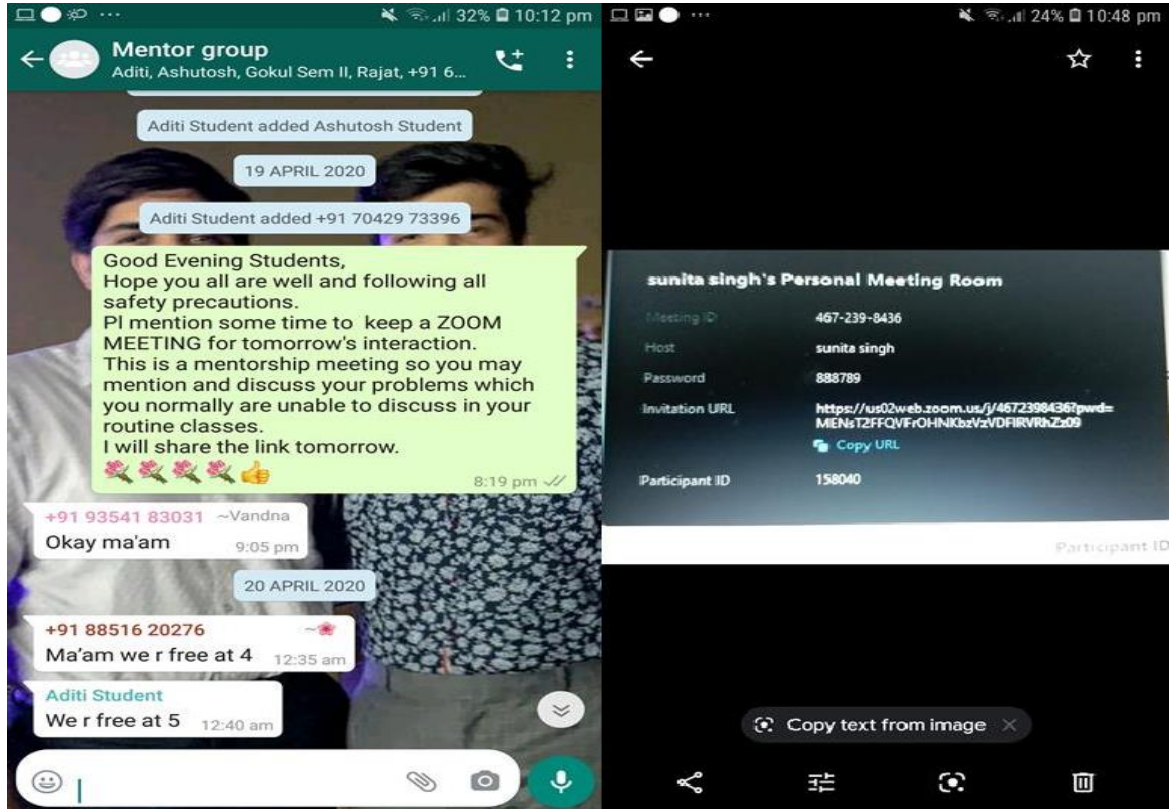 32% 10:12 pm
Mentor group
Aditi, Ashutosh, Gokul Sem II, Rajat, +91 6...
Aditi Student added Ashutosh Student
19 APRIL 2020
Aditi Student added +91 70429 73396
Good Evening Students,
Hope you all are well and following all
safety precautions.
Pl mention some time to keep a ZOOM
MEETING for tomorrow's interaction.
This is a mentorship meeting so you may
mention and discuss your problems which
you normally are unable to discuss in your
routine classes.
I will share the link tomorrow.
8:19 pm
+91 93541 83031 ~Vandna
Okay ma'am
9:05 pm
20 APRIL 2020
+91 88516 20276 ~
Ma'am we r free at 4
12:35 am
Aditi Student
We r free at 5
12:40 am
24% 10:48 pm
sunita singh's Personal Meeting Room
Meeting ID 467-239-8436
Host sunita singh
Password 888789
Invitation URL https://us02web.zoom.us/j/4672398436?pwd=
Copy URL
Participant ID 158040
Participant ID
Copy text from image